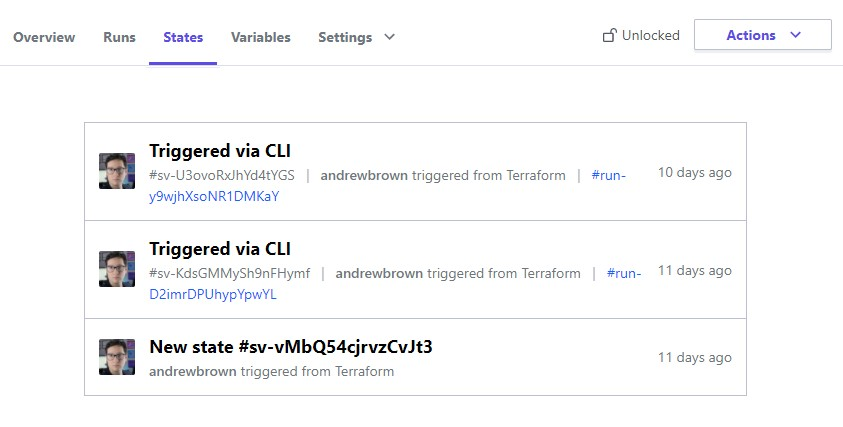 Overview Runs States Variables Settings Unlocked Actions
Triggered via CLI
#sv-U3ovoRxJhYd4tYGS | andrewbrown triggered from Terraform | #run-
y9wjhXsoNR1DMKaY
10 days ago
Triggered via CLI
#sv-KdsGMMySh9nFHymf | andrewbrown triggered from Terraform | #run-
D2imrDPUhypYpwYL
11 days ago
New state #sv-vMbQ54cjrvzCvJt3
andrewbrown triggered from Terraform
11 days ago